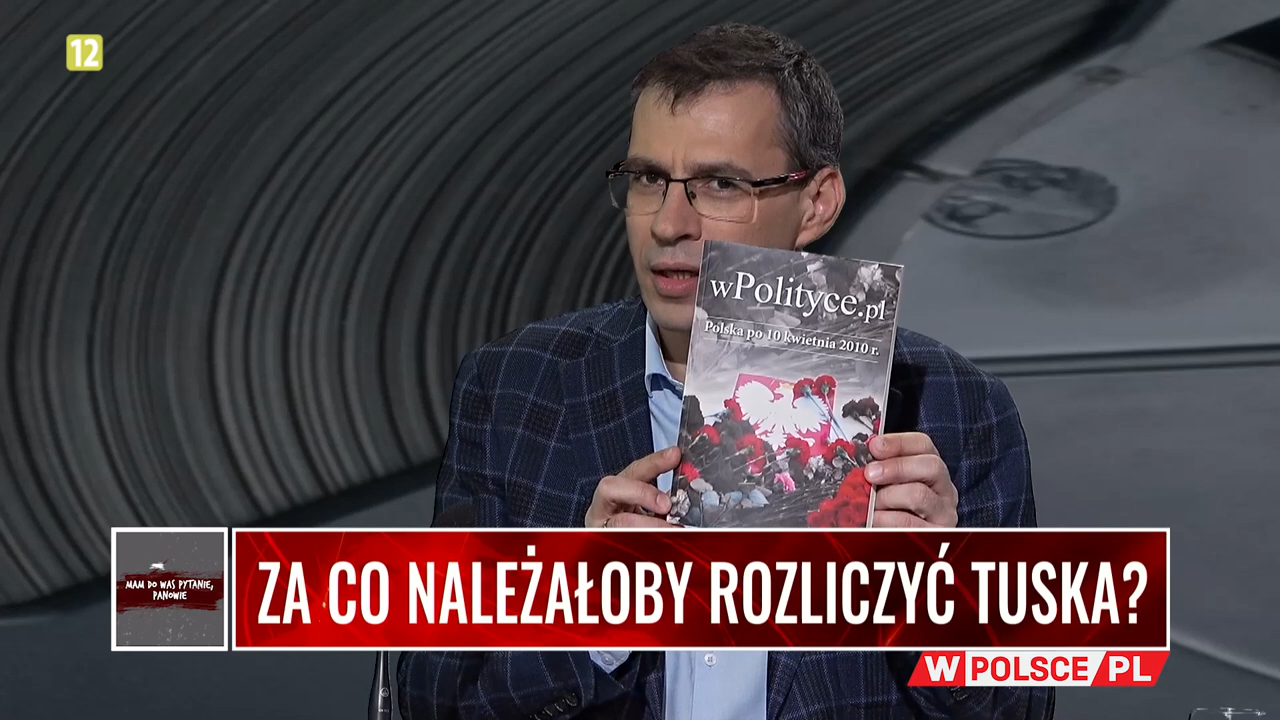 12
wPolityce.pl
Polska po 10 kwietnia 2010 r.
MAM DO WAS PYTANIE,
PANOWIE
ZA CO NALEŻAŁOBY ROZLICZYĆ TUSKA?
WPOLSCE PL